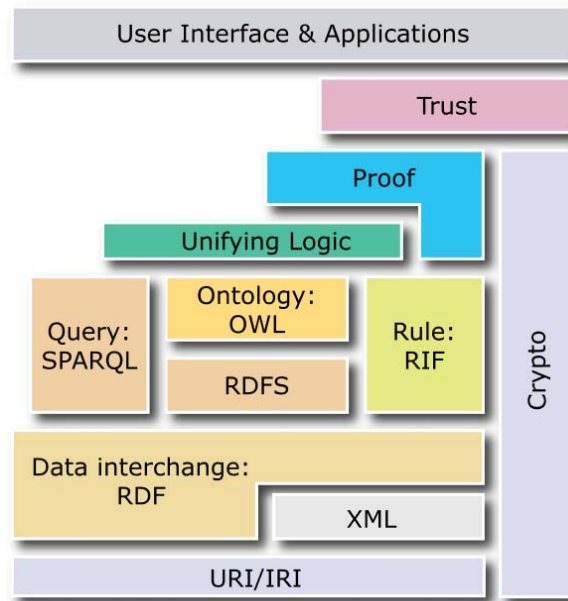 User Interface & Applications
Trust
Proof
Unifying Logic
Ontology:
OWL
Query:
SPARQL
Rule:
RIF
RDFS
Crypto
Data interchange:
RDF
XML
URI/IRI